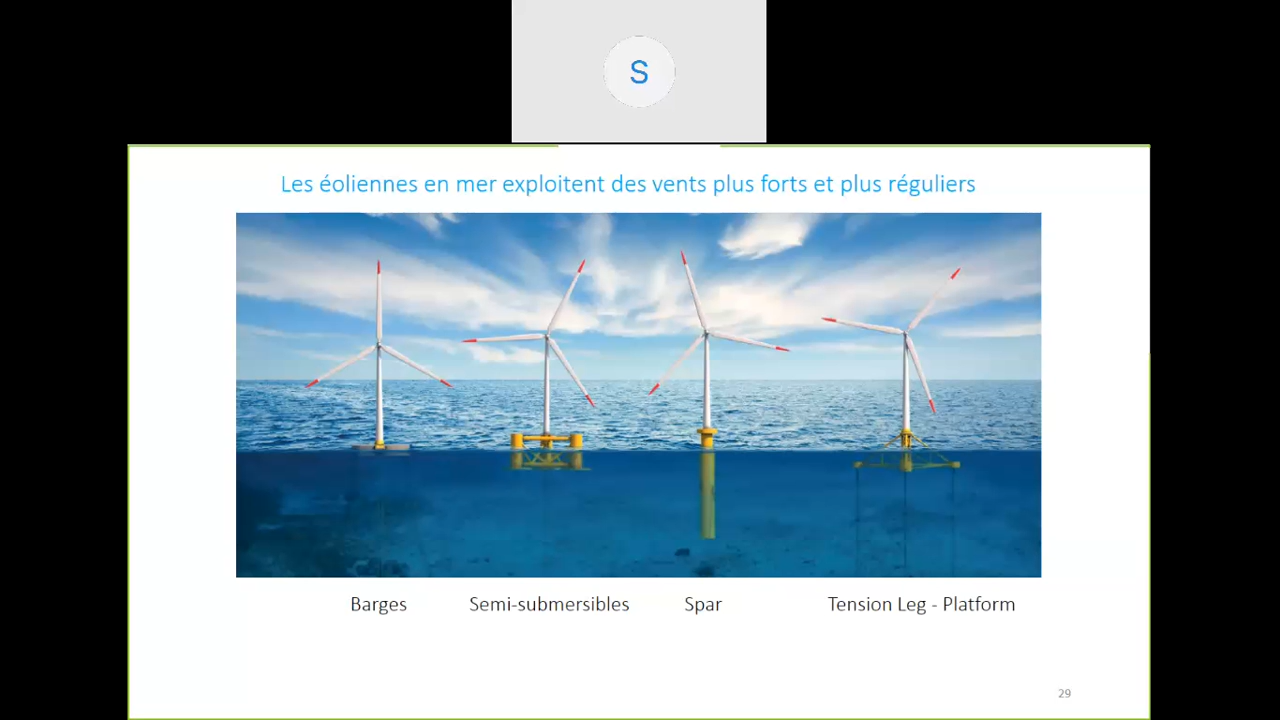 S
Les éoliennes en mer exploitent des vents plus forts et plus réguliers
Barges Semi-submersibles Spar Tension Leg - Platform
29